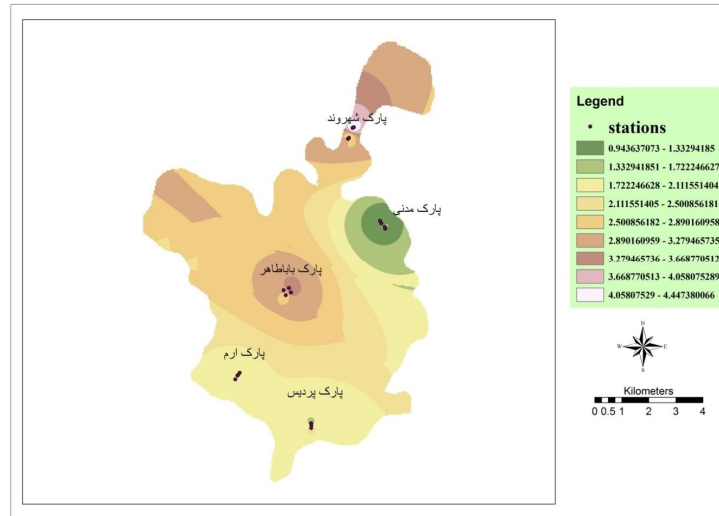 پارک شهروند
پارک مدنی
پارک باباطاهر
پارک ارم
پارک پردیس
Legend
stations
0.943637073 - 1.33294185
1.332941851 - 1.722246627
1.722246628 - 2.111551404
2.111551405 - 2.500856181
2.500856182 - 2.890160958
2.890160959 - 3.279465735
3.279465736 - 3.668770512
3.668770513 - 4.058075289
4.05807529 - 4.447380066
N
W E
S
Kilometers
0 0.5 1 2 3 4